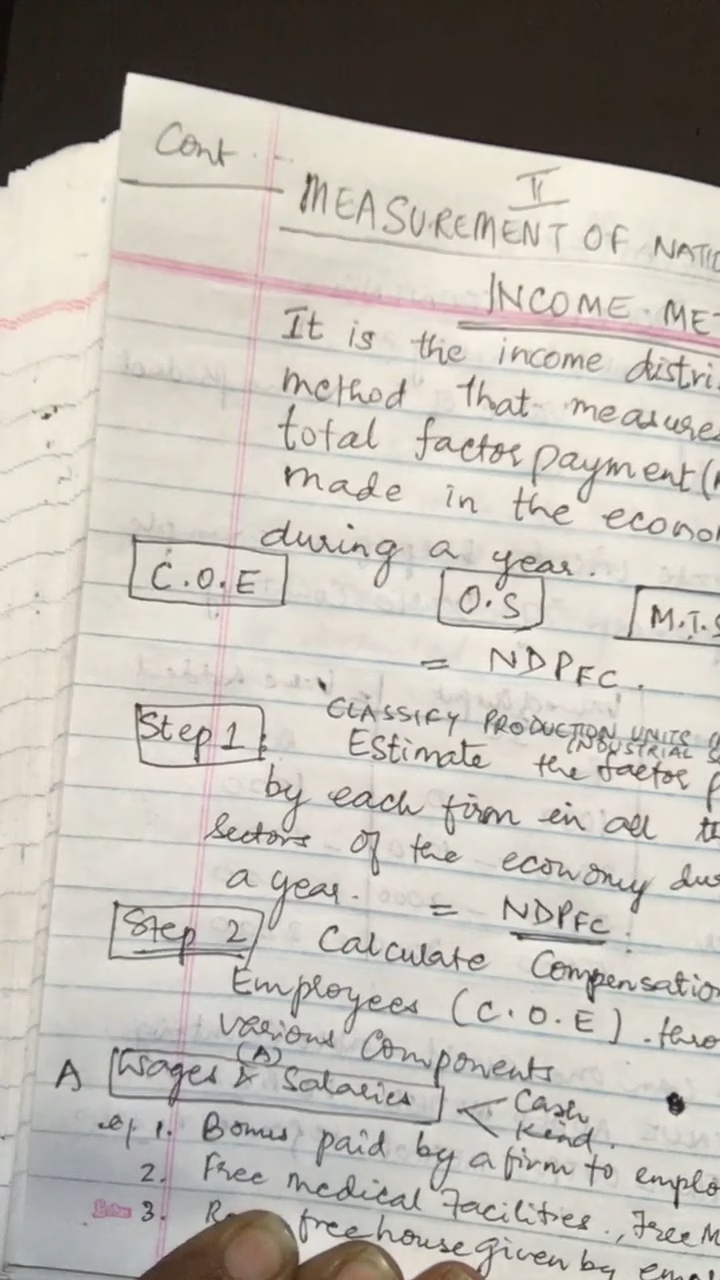 Cont...
II
MEASUREMENT OF NATIO
INCOME. ME
It is the income distri
method that measure
total factor payment (
made in the econo
during a year.
C.O.E O.S M.I.S
= NDPFC.
CLASSIFY PRODUCTION UNITS
INDUSTRIAL S
Step 1: Estimate the factor p
by each firm in all th
Sectors of the economy du
a year. = NDPFC.
Step 2 Calculate Compensatio
Employees (C.O.E). thro
various components
(A)
A Wages & Salaries < Cash
Kind.
eg 1. Bonus paid by a firm to emplo
2. Free medical facilities., Free M
3. free house given by em